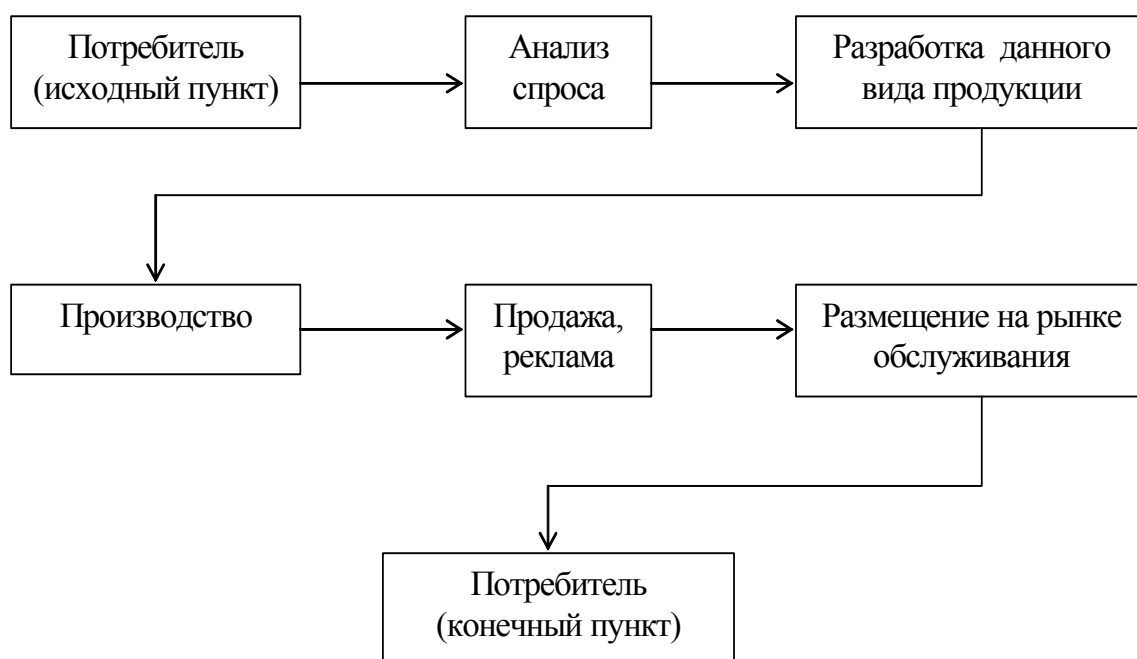 Потребитель
(исходный пункт)
Анализ
спроса
Разработка данного
вида продукции
Производство
Продажа,
реклама
Размещение на рынке
обслуживания
Потребитель
(конечный пункт)